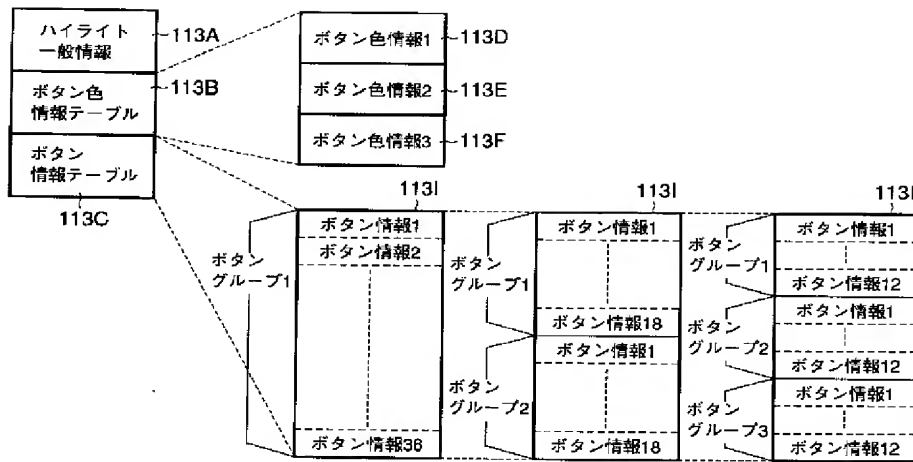 ハイライト
一般情報
113A
ボタン色
情報テーブル
113B
ボタン
情報テーブル
113C
ボタン色情報1
113D
ボタン色情報2
113E
ボタン色情報3
113F
113I
ボタン
グループ1
ボタン情報1
ボタン情報2
ボタン情報36
113I
ボタン
グループ1
ボタン情報1
ボタン情報18
ボタン
グループ2
ボタン情報1
ボタン情報18
113I
ボタン
グループ1
ボタン情報1
ボタン情報12
ボタン
グループ2
ボタン情報1
ボタン情報12
ボタン
グループ3
ボタン情報1
ボタン情報12